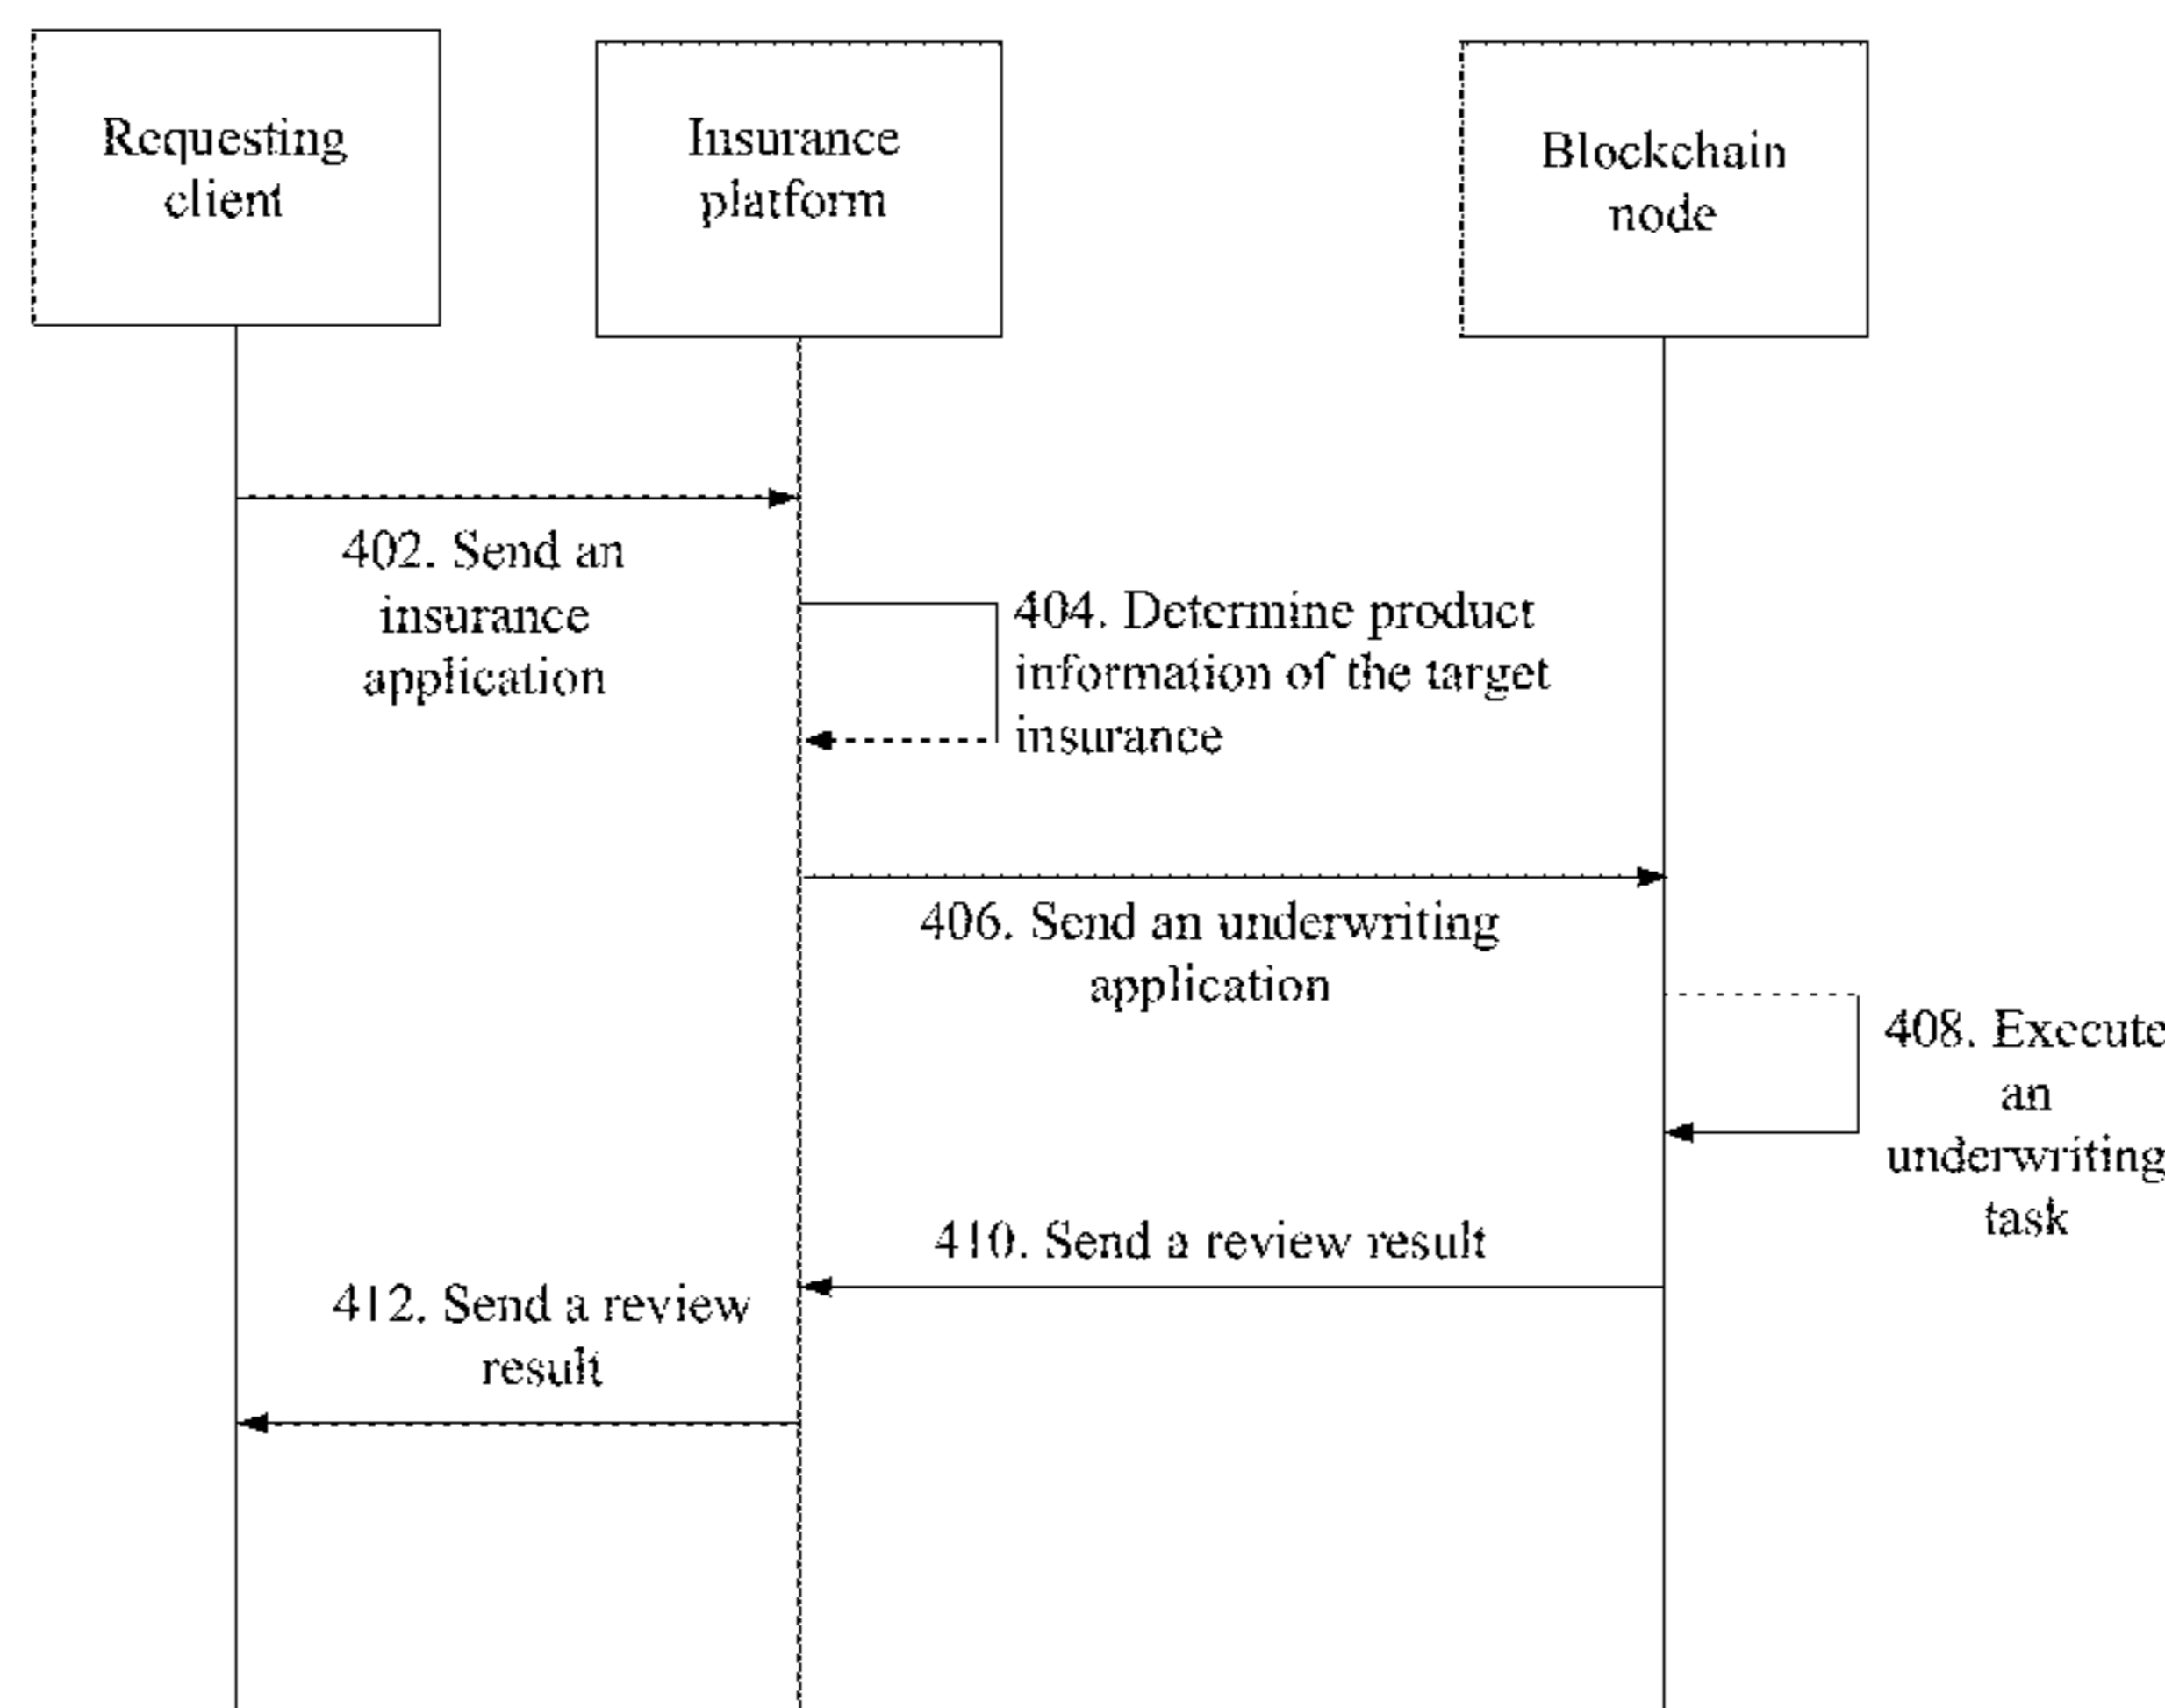 Requesting
client
Insurance
platform
Blockchain
node
402. Send an
insurance
application
404. Determine product
information of the target
insurance
406. Send an underwriting
application
408. Execute
an
underwriting
task
410. Send a review result
412. Send a review
result